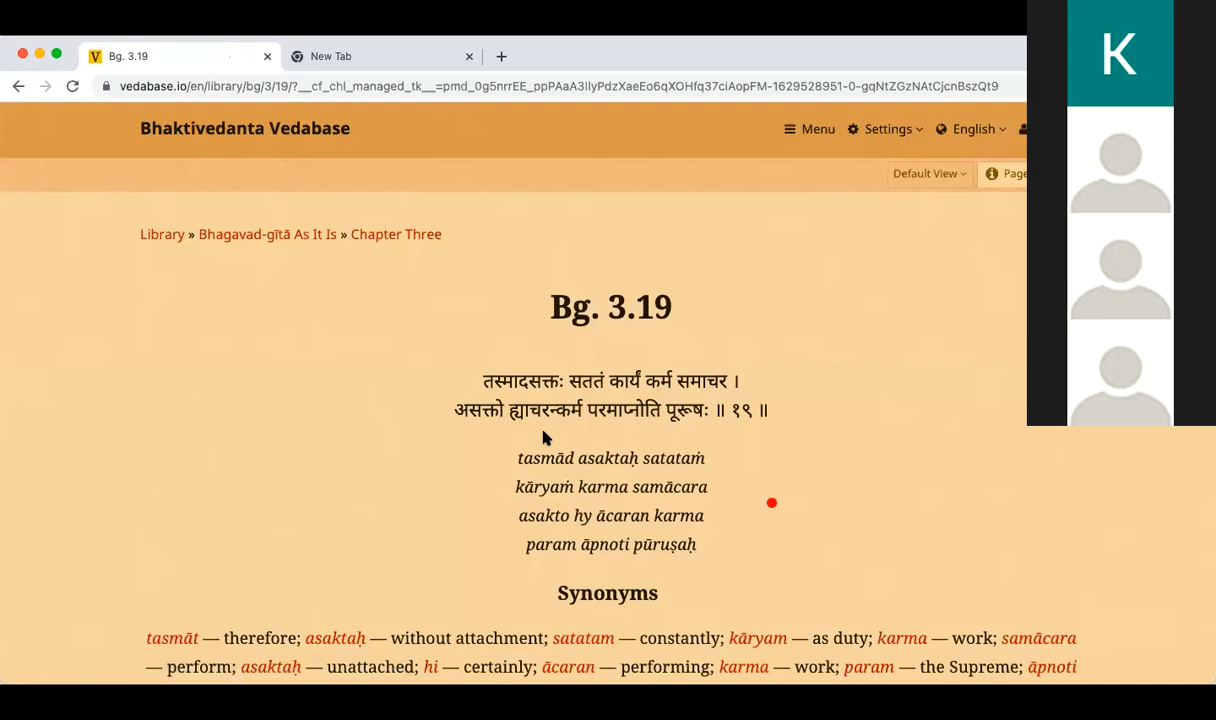 Bg. 3.19
New Tab
vedabase.io/en/library/bg/3/19/?__cf_chl_managed_tk__=pmd_0g5nrrEE_ppPAaA3IlyPdzXaeEo6qXOHfq37ciAopFM-1629528951-0-gqNtZGzNAtCjcnBszQt9
K
Bhaktivedanta Vedabase
Menu Settings English
Default View
Page
Library » Bhagavad-gītā As It Is » Chapter Three
Bg. 3.19
तस्मादसक्तः सततं कार्यं कर्म समाचर ।
असक्तो ह्याचरन्कर्म परमाप्नोति पूरूषः ॥ १९ ॥
tasmād asaktaḥ satataṁ
kāryaṁ karma samācara
asakto hy ācaran karma
param āpnoti pūruṣaḥ
Synonyms
tasmāt — therefore; asaktaḥ — without attachment; satatam — constantly; kāryam — as duty; karma — work; samācara
— perform; asaktaḥ — unattached; hi — certainly; ācaran — performing; karma — work; param — the Supreme; āpnoti